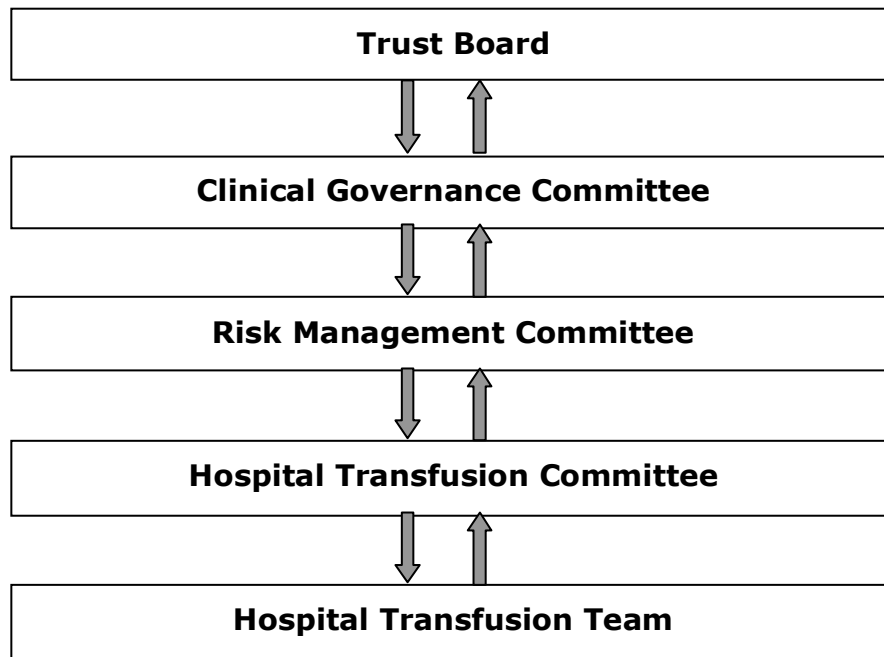 Trust Board
Clinical Governance Committee
Risk Management Committee
Hospital Transfusion Committee
Hospital Transfusion Team